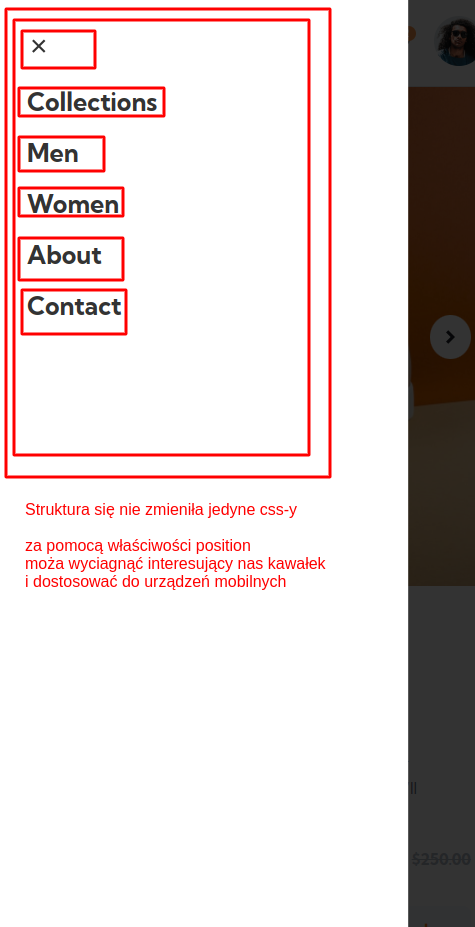 ✕
Collections
Men
Women
About
Contact
Struktura się nie zmieniła jedyne css-y
za pomocą właściwości position
moża wyciagnąć interesujący nas kawałek
i dostosować do urządzeń mobilnych
ll
$250.00